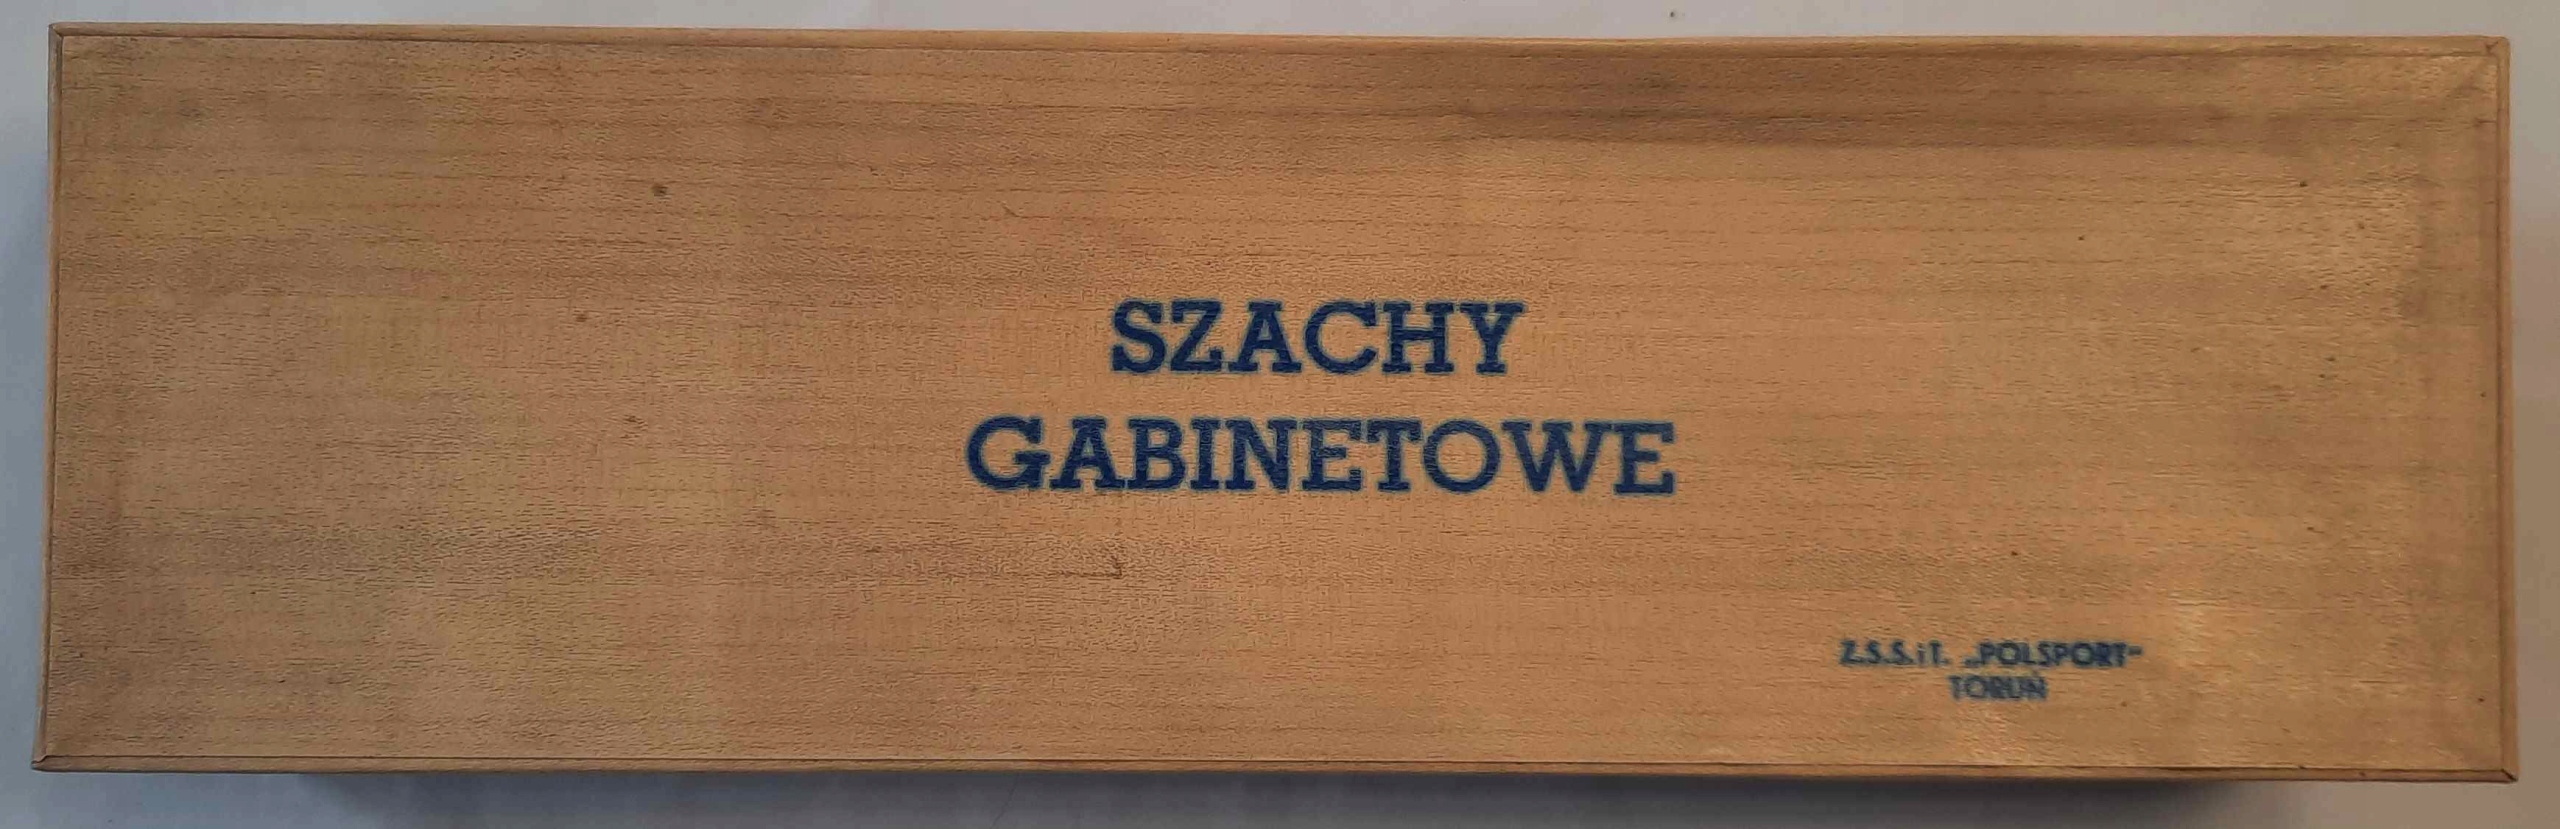 SZACHY
GABINETOWE
Z.S.S.i T. „POLSPORT”
TORUŃ